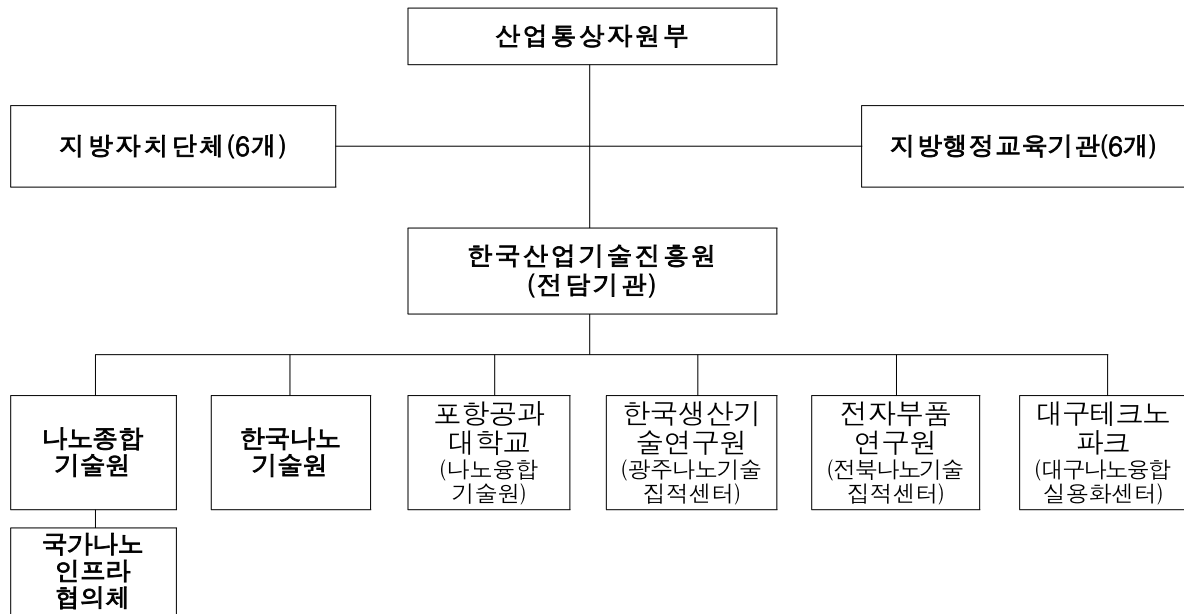 산업통상자원부
지방자치단체(6개)
지방행정교육기관(6개)
한국산업기술진흥원
(전담기관)
나노종합
기술원
한국나노
기술원
포항공과
대학교
(나노융합
기술원)
한국생산기
술연구원
(광주나노기술
집적센터)
전자부품
연구원
(전북나노기술
집적센터)
대구테크노
파크
(대구나노융합
실용화센터)
국가나노
인프라
협의체